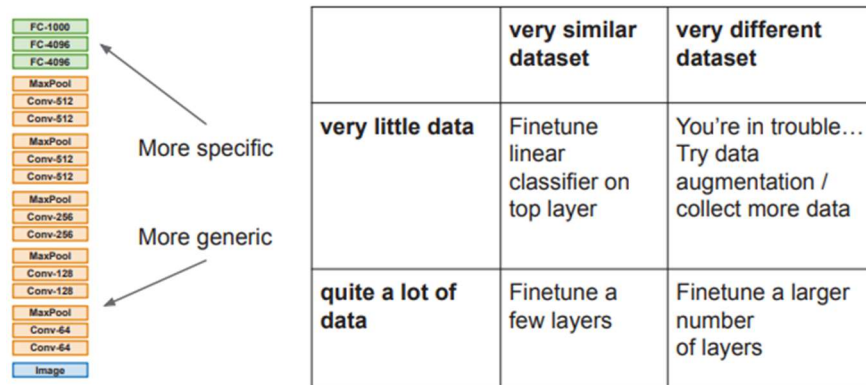 FC-1000
FC-4096
FC-4096
MaxPool
Conv-512
Conv-512
MaxPool
Conv-512
Conv-512
MaxPool
Conv-256
Conv-256
MaxPool
Conv-128
Conv-128
MaxPool
Conv-64
Conv-64
Image
More specific
More generic
very similar
dataset
very different
dataset
very little data
Finetune
linear
classifier on
top layer
You're in trouble…
Try data
augmentation /
collect more data
quite a lot of
data
Finetune a
few layers
Finetune a larger
number
of layers